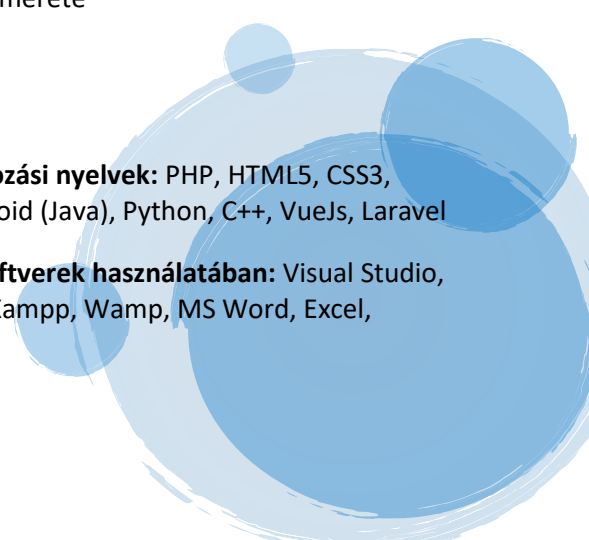 ozási nyelvek: PHP, HTML5, CSS3,
oid (Java), Python, C++, VueJs, Laravel
ftverek használatában: Visual Studio,
Xampp, Wamp, MS Word, Excel,